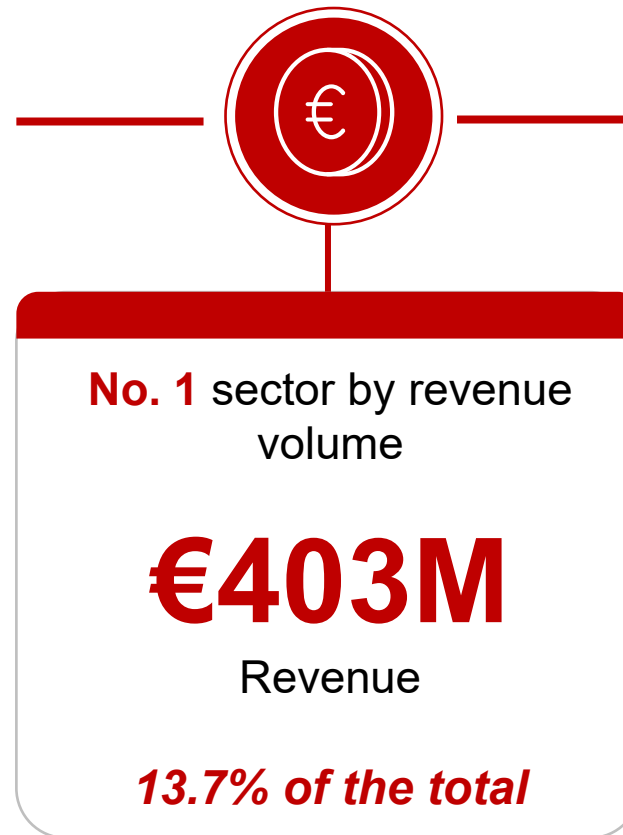 €
No. 1 sector by revenue
volume
€403M
Revenue
13.7% of the total